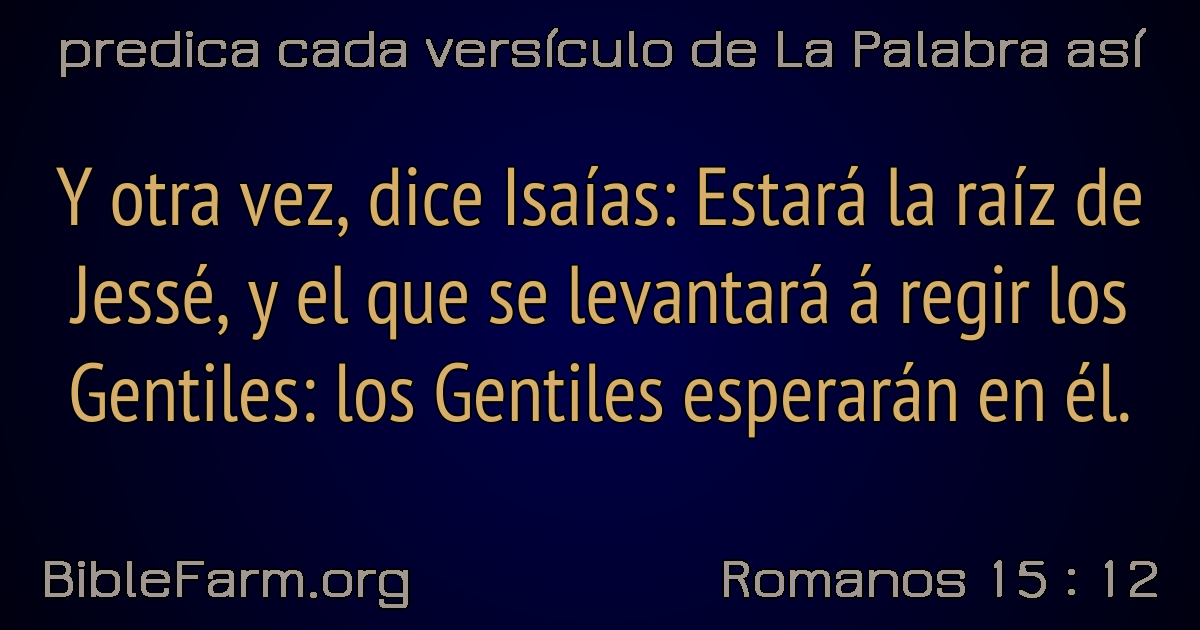 predica cada versículo de La Palabra así
Y otra vez, dice Isaías: Estará la raíz de
Jessé, y el que se levantará á regir los
Gentiles: los Gentiles esperarán en él.
BibleFarm.org
Romanos 15 : 12